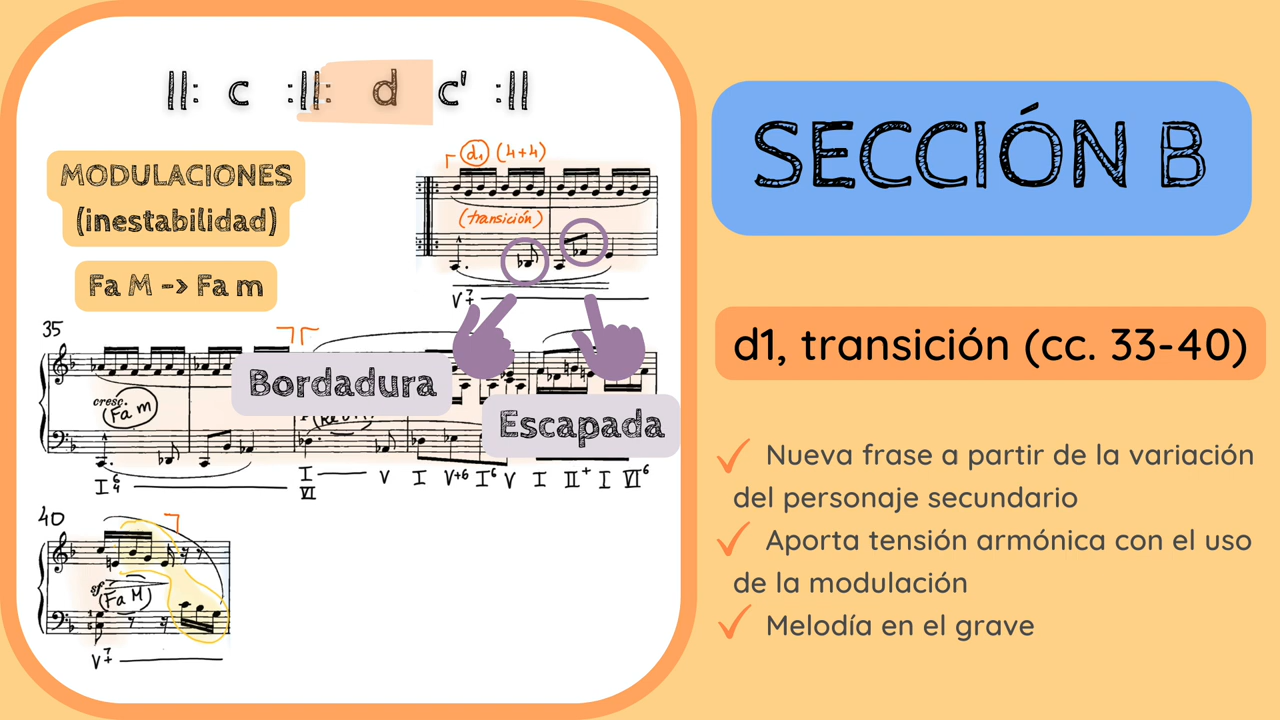 ||: c :||: d c' :||
MODULACIONES
(inestabilidad)
Fa M -> Fa m
d1 (4+4)
(transición)
V7+
35
cresc.
(Fa m)
Bordadura
Escapada
I6 4
I
VI
V I V+6 I6 V I II+ I VI6
40
sf
(Fa M)
V7+
SECCIÓN B
d1, transición (cc. 33-40)
✓ Nueva frase a partir de la variación
del personaje secundario
✓ Aporta tensión armónica con el uso
de la modulación
✓ Melodía en el grave